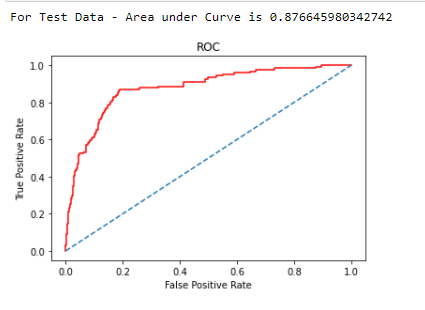 For Test Data - Area under Curve is 0.876645980342742
ROC
1.0
0.8
0.6
0.4
0.2
0.0
True Positive Rate
0.0 0.2 0.4 0.6 0.8 1.0
False Positive Rate